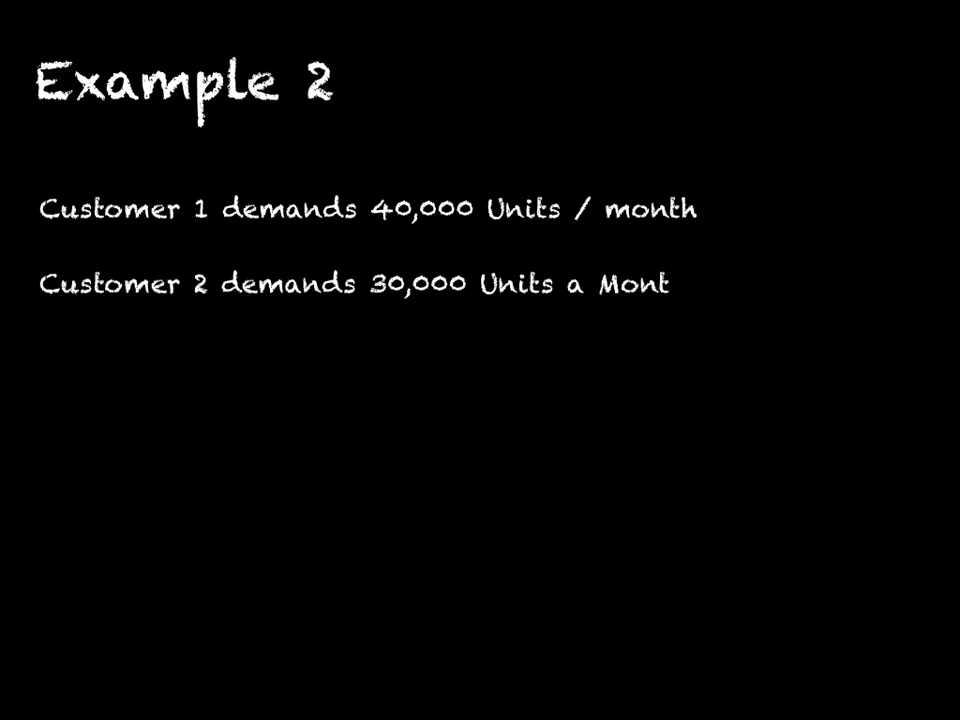 Example 2
Customer 1 demands 40,000 Units / month
Customer 2 demands 30,000 Units a Mont